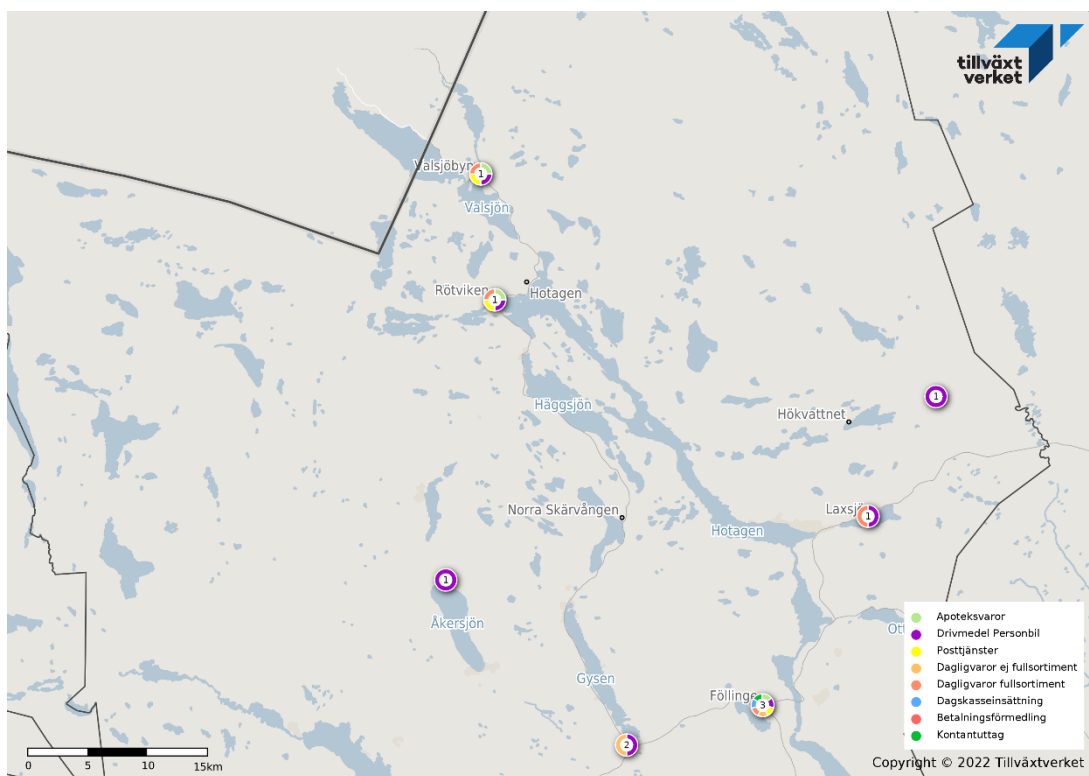 tillväxt
verket
Valsjöbyn
1
Valsjön
Rötviken
1
Hotagen
Häggsjön
1
Hökvattnet
Norra Skärvången
Laxsjö
1
Hotagen
1
Åkersjön
Gysen
Föllinge
3
2
Ott
Apoteksvaror
Drivmedel Personbil
Posttjänster
Dagligvaror ej fullsortiment
Dagligvaror fullsortiment
Dagskasseinsättning
Betalningsförmedling
Kontantuttag
0 5 10 15km
Copyright © 2022 Tillväxtverket